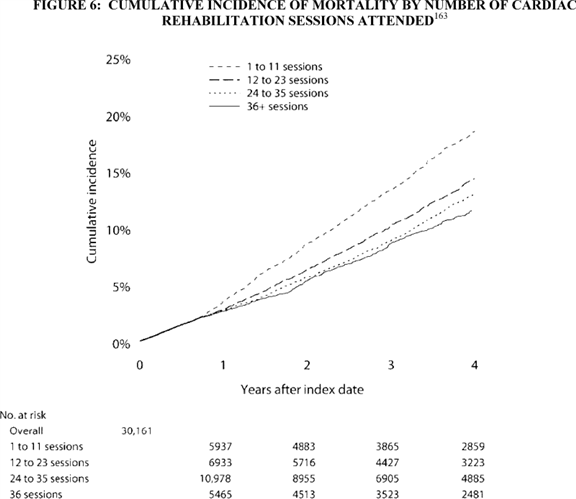 FIGURE 6: CUMULATIVE INCIDENCE OF MORTALITY BY NUMBER OF CARDIAC
REHABILITATION SESSIONS ATTENDED163
25%
20%
15%
10%
5%
0%
Cumulative incidence
1 to 11 sessions
12 to 23 sessions
24 to 35 sessions
36+ sessions
0 1 2 3 4
Years after index date
No. at risk
Overall 30,161
1 to 11 sessions 5937 4883 3865 2859
12 to 23 sessions 6933 5716 4427 3223
24 to 35 sessions 10,978 8955 6905 4885
36 sessions 5465 4513 3523 2481